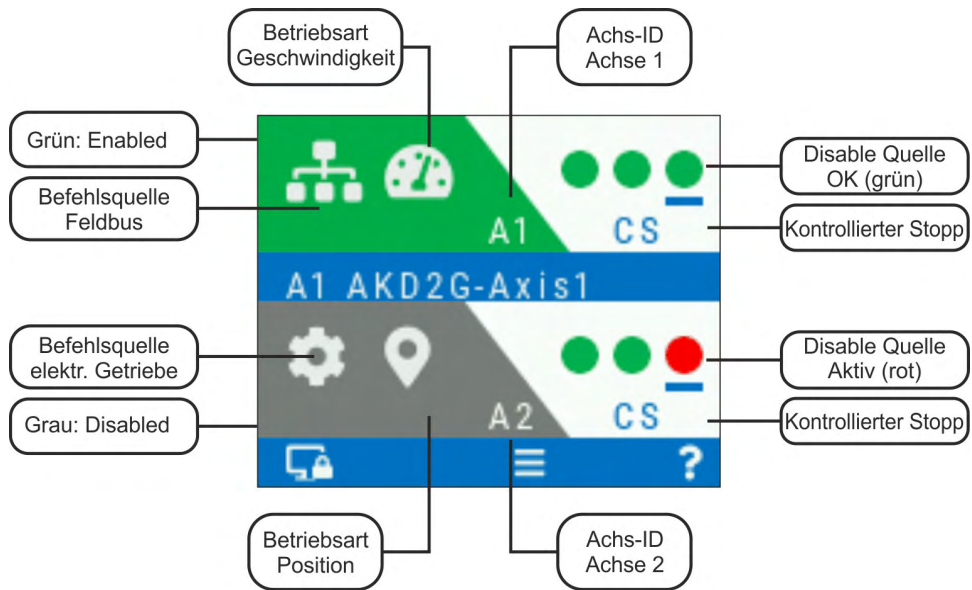 Betriebsart
Geschwindigkeit
Achs-ID
Achse 1
Grün: Enabled
Befehlsquelle
Feldbus
Disable Quelle
OK (grün)
Kontrollierter Stopp
A1
CS
A1 AKD2G-Axis1
Befehlsquelle
elektr. Getriebe
Grau: Disabled
Disable Quelle
Aktiv (rot)
Kontrollierter Stopp
A2
CS
?
Betriebsart
Position
Achs-ID
Achse 2